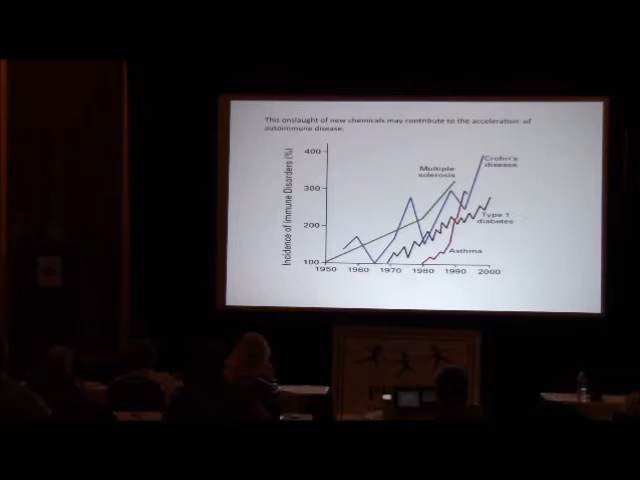 This onslaught of new chemicals may contribute to the acceleration of
autoimmune disease.
Incidence of Immune Disorders (%)
400
300
200
100
Multiple
sclerosis
Crohn's
disease
Type 1
diabetes
Asthma
1950 1960 1970 1980 1990 2000